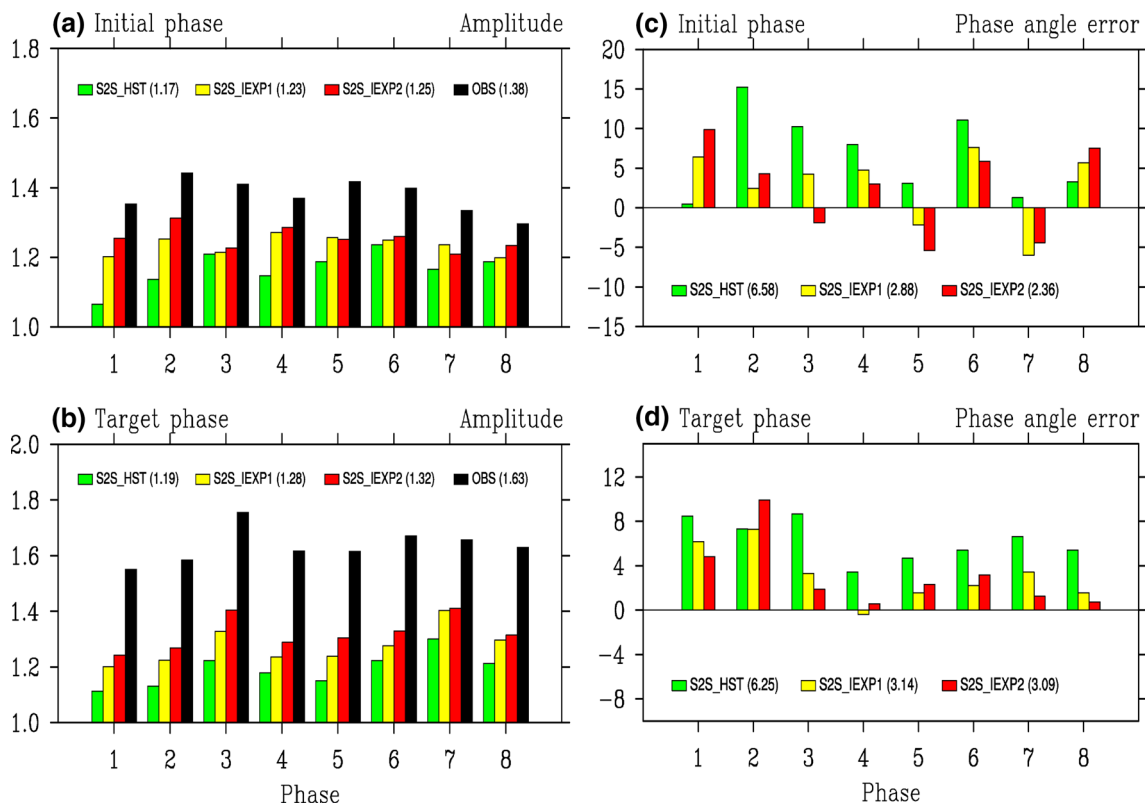 (a) Initial phase Amplitude
1.8
1.6
1.4
1.2
1.0
S2S_HST (1.17) S2S_IEXP1 (1.23) S2S_IEXP2 (1.25) OBS (1.38)
1 2 3 4 5 6 7 8
(c) Initial phase Phase angle error
20
15
10
5
0
−5
−10
−15
S2S_HST (6.58) S2S_IEXP1 (2.88) S2S_IEXP2 (2.36)
1 2 3 4 5 6 7 8
(b) Target phase Amplitude
2.0
1.8
1.6
1.4
1.2
1.0
S2S_HST (1.19) S2S_IEXP1 (1.28) S2S_IEXP2 (1.32) OBS (1.63)
1 2 3 4 5 6 7 8
Phase
(d) Target phase Phase angle error
12
8
4
0
−4
−8
S2S_HST (6.25) S2S_IEXP1 (3.14) S2S_IEXP2 (3.09)
1 2 3 4 5 6 7 8
Phase